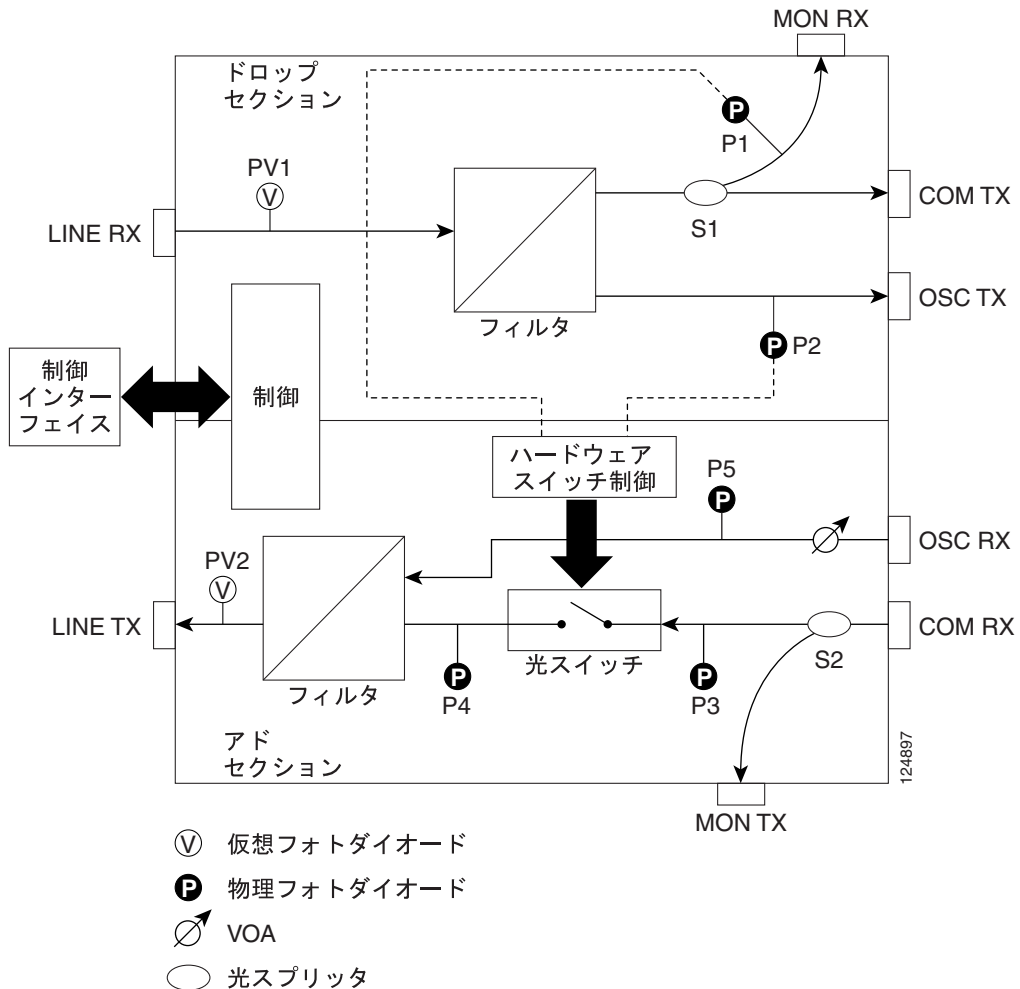 MON RX
ドロップ
セクション
P
P1
PV1
V
COM TX
LINE RX
S1
OSC TX
フィルタ
P
P2
制御
インター
フェイス
制御
ハードウェア
スイッチ制御
P5
P
OSC RX
PV2
V
LINE TX
COM RX
S2
光スイッチ
フィルタ
P
P4
P
P3
アド
セクション
124897
MON TX
V 仮想フォトダイオード
P 物理フォトダイオード
VOA
光スプリッタ